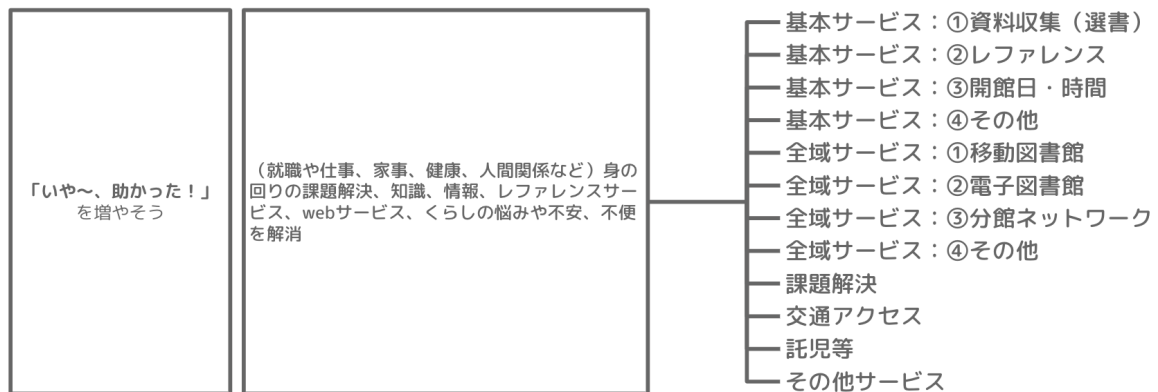 「いや～、助かった！」
を増やそう
（就職や仕事、家事、健康、人間関係など）身の
回りの課題解決、知識、情報、レファレンスサー
ビス、webサービス、くらしの悩みや不安、不便
を解消
基本サービス：①資料収集（選書）
基本サービス：②レファレンス
基本サービス：③開館日・時間
基本サービス：④その他
全域サービス：①移動図書館
全域サービス：②電子図書館
全域サービス：③分館ネットワーク
全域サービス：④その他
課題解決
交通アクセス
託児等
その他サービス